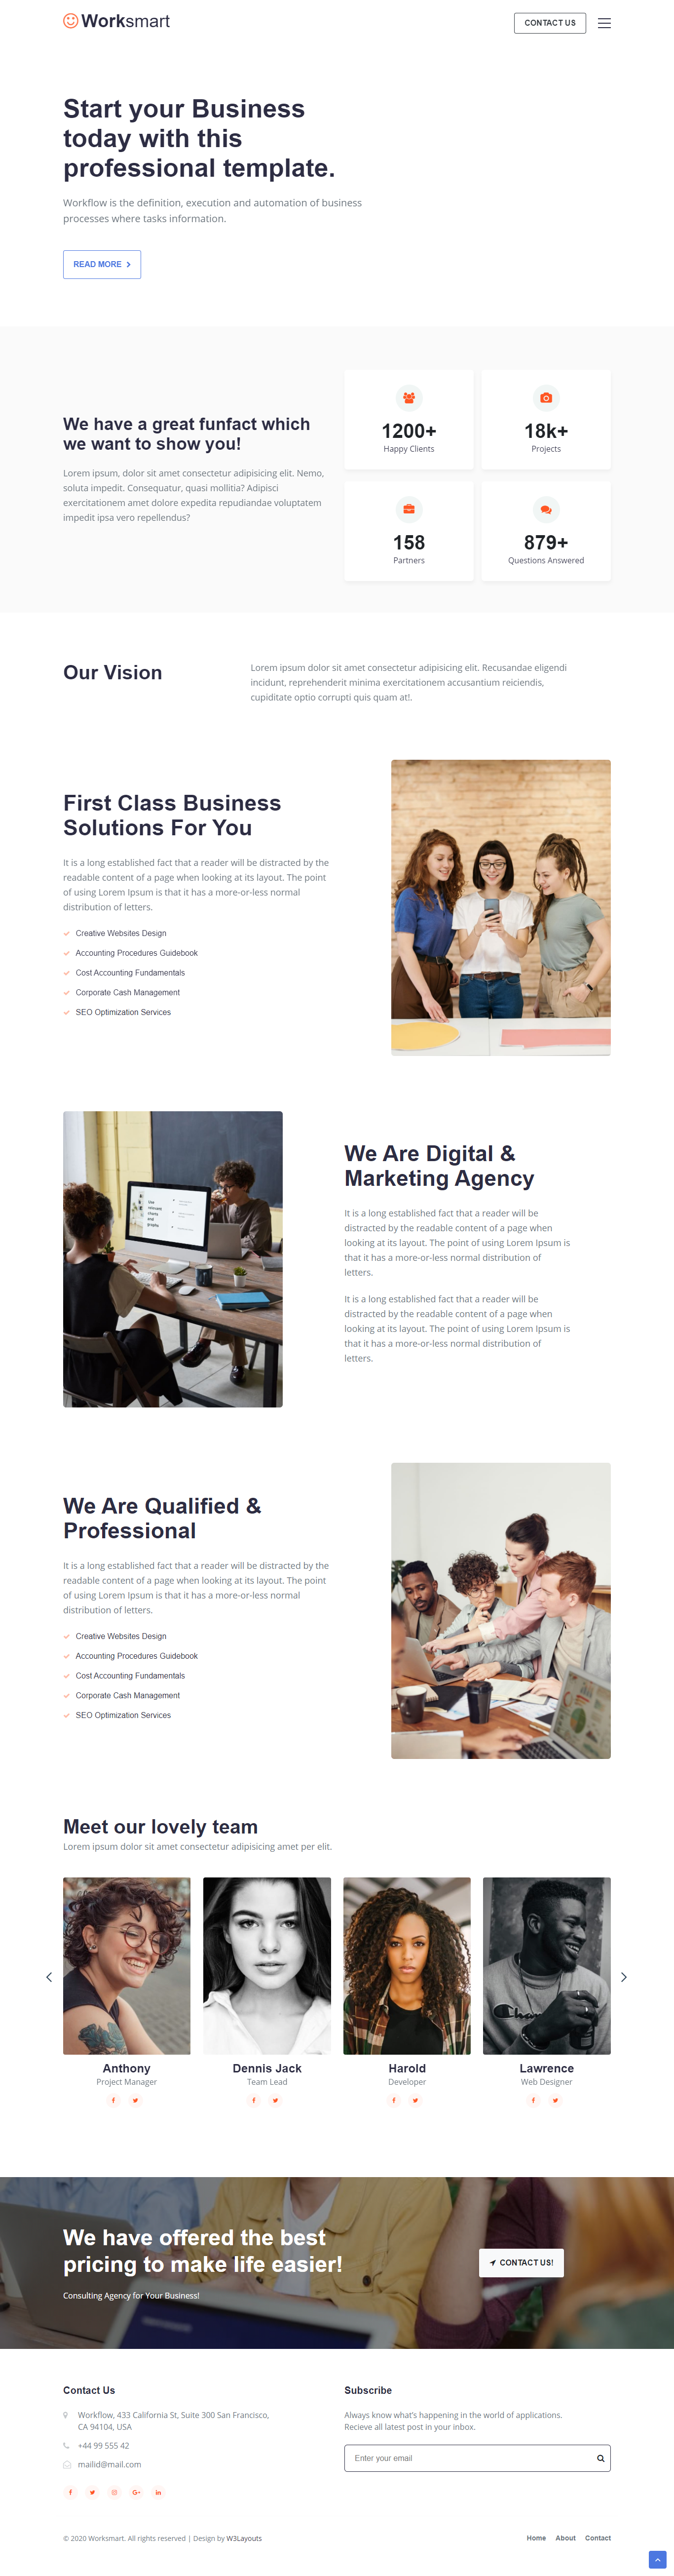 Worksmart
CONTACT US
Start your Business
today with this
professional template.
Workflow is the definition, execution and automation of business
processes where tasks information.
READ MORE
We have a great funfact which
we want to show you!
Lorem ipsum, dolor sit amet consectetur adipisicing elit. Nemo,
soluta impedit. Consequatur, quasi mollitia? Adipisci
exercitationem amet dolore expedita repudiandae voluptatem
impedit ipsa vero repellendus?
1200+
Happy Clients
18k+
Projects
158
Partners
879+
Questions Answered
Our Vision
Lorem ipsum dolor sit amet consectetur adipisicing elit. Recusandae eligendi
incidunt, reprehenderit minima exercitationem accusantium reiciendis,
cupiditate optio corrupti quis quam at!.
First Class Business
Solutions For You
It is a long established fact that a reader will be distracted by the
readable content of a page when looking at its layout. The point
of using Lorem Ipsum is that it has a more-or-less normal
distribution of letters.
Creative Websites Design
Accounting Procedures Guidebook
Cost Accounting Fundamentals
Corporate Cash Management
SEO Optimization Services
Use
relevant
charts
and
graphs
We Are Digital &
Marketing Agency
It is a long established fact that a reader will be
distracted by the readable content of a page when
looking at its layout. The point of using Lorem Ipsum is
that it has a more-or-less normal distribution of
letters.
It is a long established fact that a reader will be
distracted by the readable content of a page when
looking at its layout. The point of using Lorem Ipsum is
that it has a more-or-less normal distribution of
letters.
We Are Qualified &
Professional
It is a long established fact that a reader will be distracted by the
readable content of a page when looking at its layout. The point
of using Lorem Ipsum is that it has a more-or-less normal
distribution of letters.
Creative Websites Design
Accounting Procedures Guidebook
Cost Accounting Fundamentals
Corporate Cash Management
SEO Optimization Services
Meet our lovely team
Lorem ipsum dolor sit amet consectetur adipisicing amet per elit.
Anthony
Project Manager
Dennis Jack
Team Lead
Harold
Developer
Lawrence
Web Designer
We have offered the best
pricing to make life easier!
Consulting Agency for Your Business!
CONTACT US!
Contact Us
Workflow, 433 California St, Suite 300 San Francisco,
CA 94104, USA
+44 99 555 42
mailid@mail.com
Subscribe
Always know what's happening in the world of applications.
Recieve all latest post in your inbox.
Enter your email
© 2020 Worksmart. All rights reserved | Design by W3Layouts
Home
About
Contact